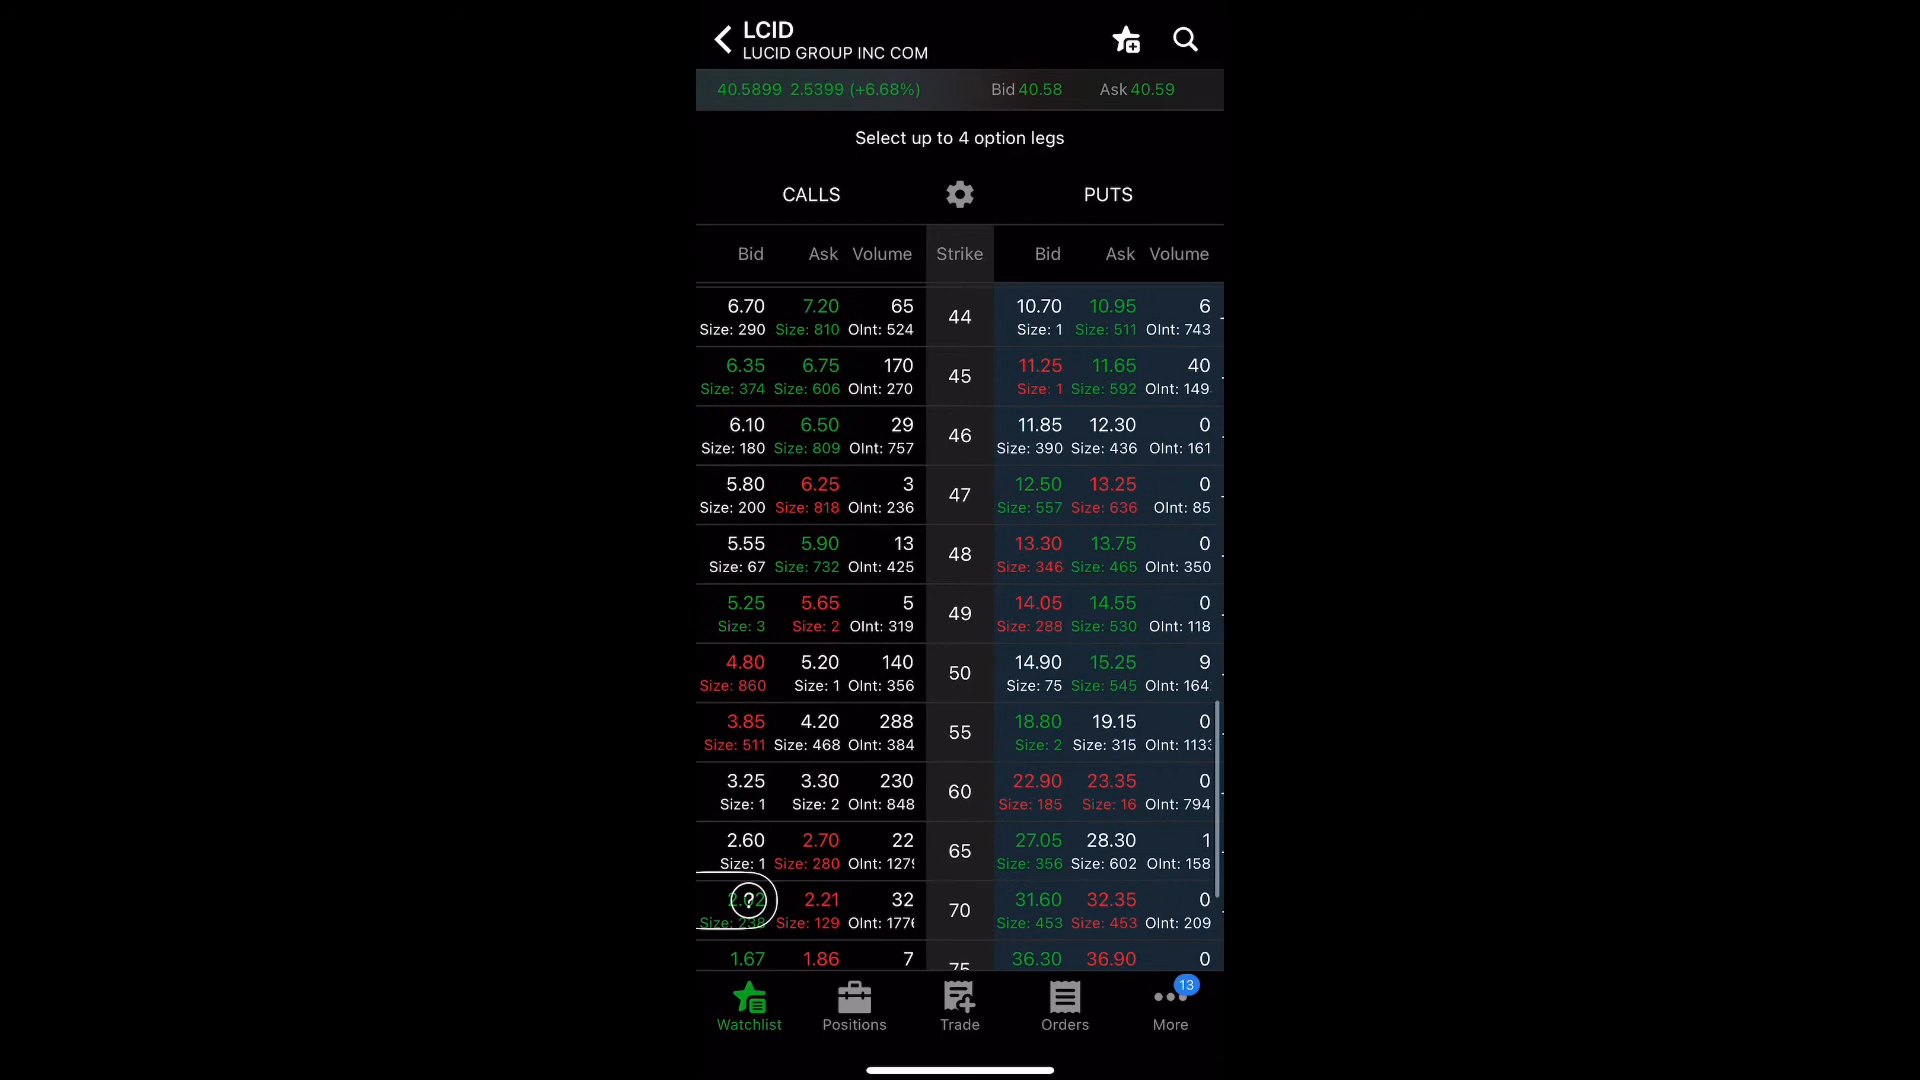 LCID
LUCID GROUP INC COM
40.5899 2.5399 (+6.68%) Bid 40.58 Ask 40.59
Select up to 4 option legs
CALLS PUTS
Bid Ask Volume Strike Bid Ask Volume
6.70 7.20 65 44 10.70 10.95 6
Size: 290 Size: 810 OInt: 524 Size: 1 Size: 511 OInt: 743
6.35 6.75 170 45 11.25 11.65 40
Size: 374 Size: 606 OInt: 270 Size: 1 Size: 592 OInt: 149
6.10 6.50 29 46 11.85 12.30 0
Size: 180 Size: 809 OInt: 757 Size: 390 Size: 436 OInt: 161
5.80 6.25 3 47 12.50 13.25 0
Size: 200 Size: 818 OInt: 236 Size: 557 Size: 636 OInt: 85
5.55 5.90 13 48 13.30 13.75 0
Size: 67 Size: 732 OInt: 425 Size: 346 Size: 465 OInt: 350
5.25 5.65 5 49 14.05 14.55 0
Size: 3 Size: 2 OInt: 319 Size: 288 Size: 530 OInt: 118
4.80 5.20 140 50 14.90 15.25 9
Size: 860 Size: 1 OInt: 356 Size: 75 Size: 545 OInt: 164
3.85 4.20 288 55 18.80 19.15 0
Size: 511 Size: 468 OInt: 384 Size: 2 Size: 315 OInt: 113
3.25 3.30 230 60 22.90 23.35 0
Size: 1 Size: 2 OInt: 848 Size: 185 Size: 16 OInt: 794
2.60 2.70 22 65 27.05 28.30 1
Size: 1 Size: 280 OInt: 127 Size: 356 Size: 602 OInt: 158
? 2.21 32 70 31.60 32.35 0
Size: 238 Size: 129 OInt: 177 Size: 453 Size: 453 OInt: 209
1.67 1.86 7 75 36.30 36.90 0
13
Watchlist Positions Trade Orders More